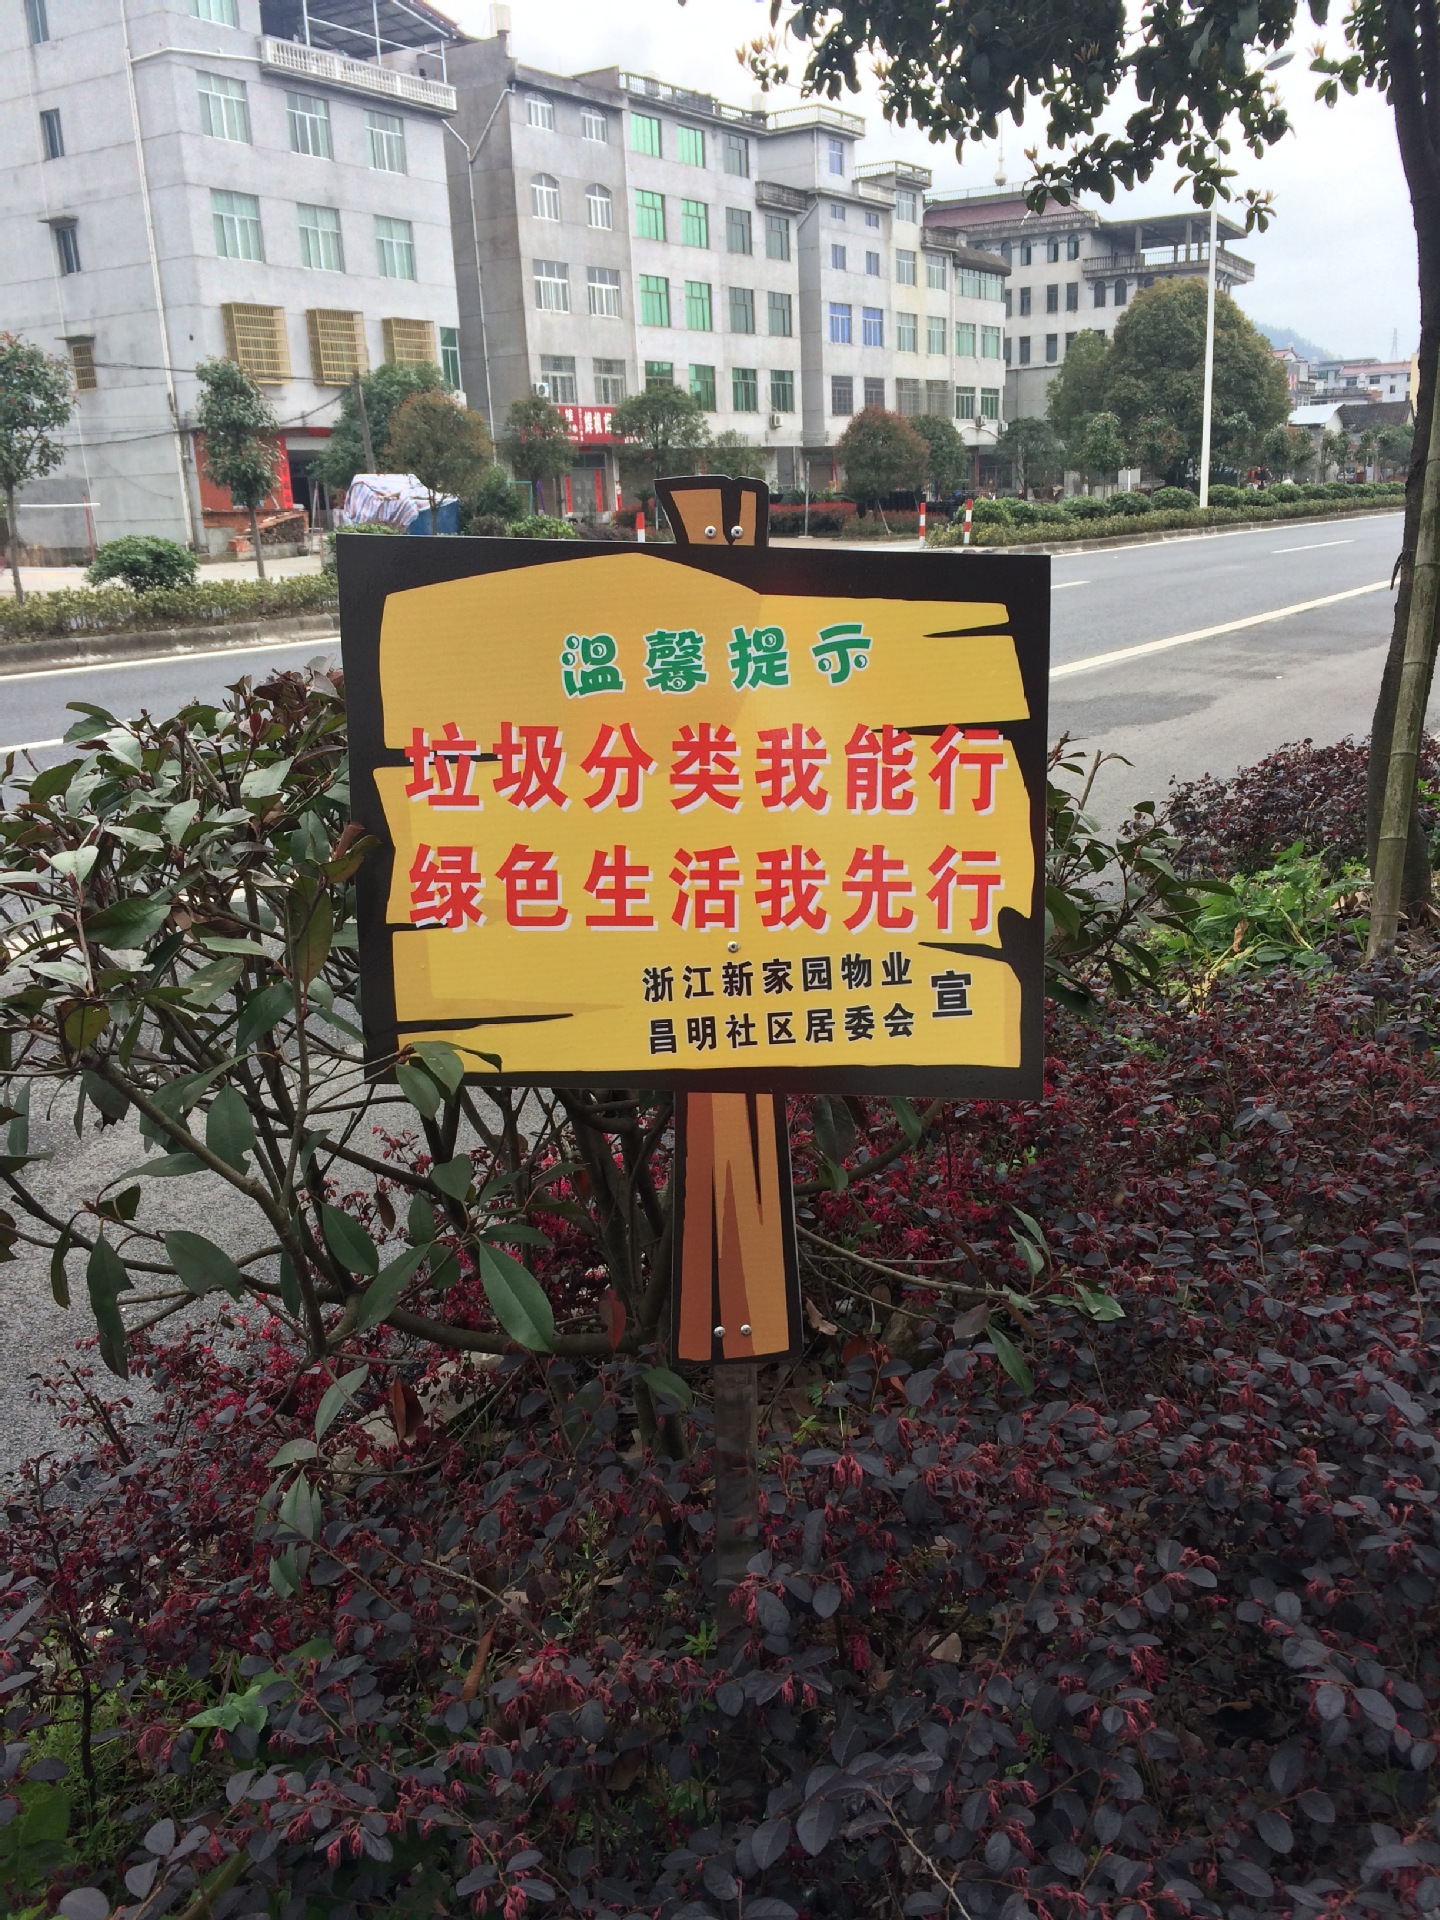 温馨提示
垃圾分类我能行
绿色生活我先行
浙江新家园物业
昌明社区居委会
宣